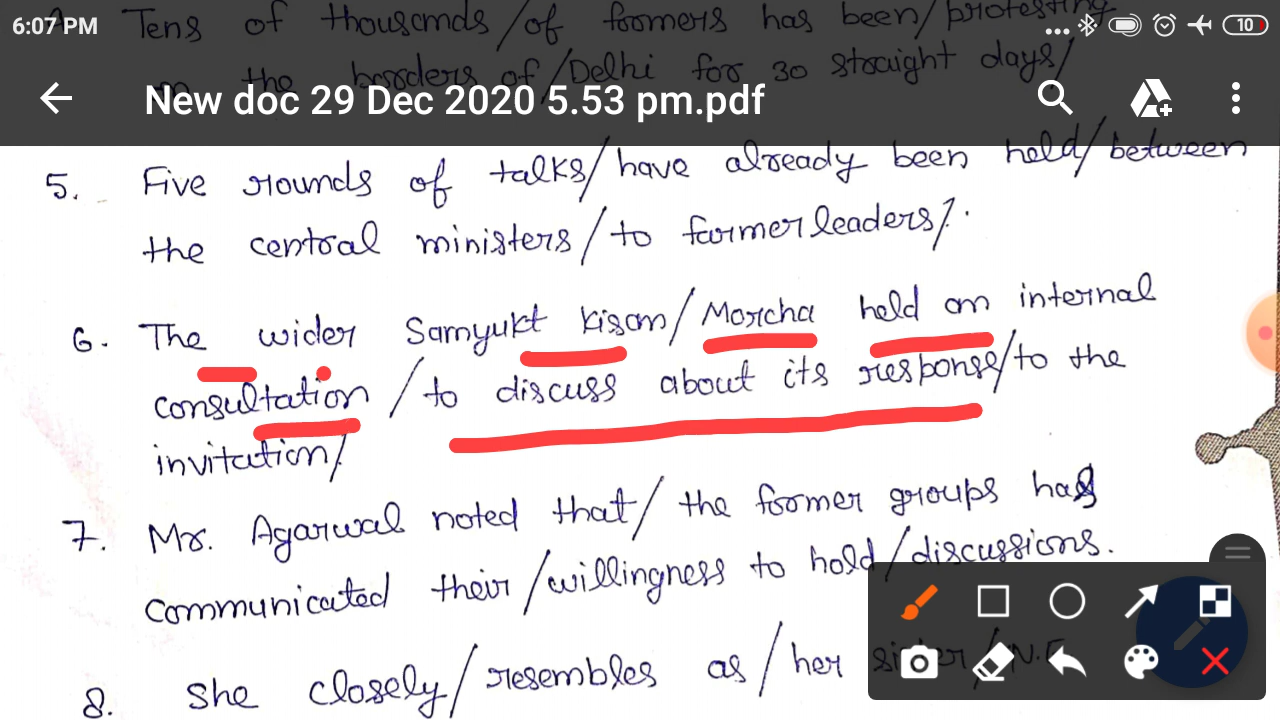 6:07 PM
10
Tens of thousands/of farmers has been/protesting
the borders of/Delhi for 30 straight days/
New doc 29 Dec 2020 5.53 pm.pdf
5. Five rounds of talks/have already been held/between
the central ministers/to farmer leaders/.
6. The wider Samyukt kisan/Morcha held an internal
consultation/to discuss about its response/to the
invitation/
7. Mr. Agarwal noted that/the farmer groups has
communicated their/willingness to hold/discussions.
8. She closely/resembles as/her sister/N.E